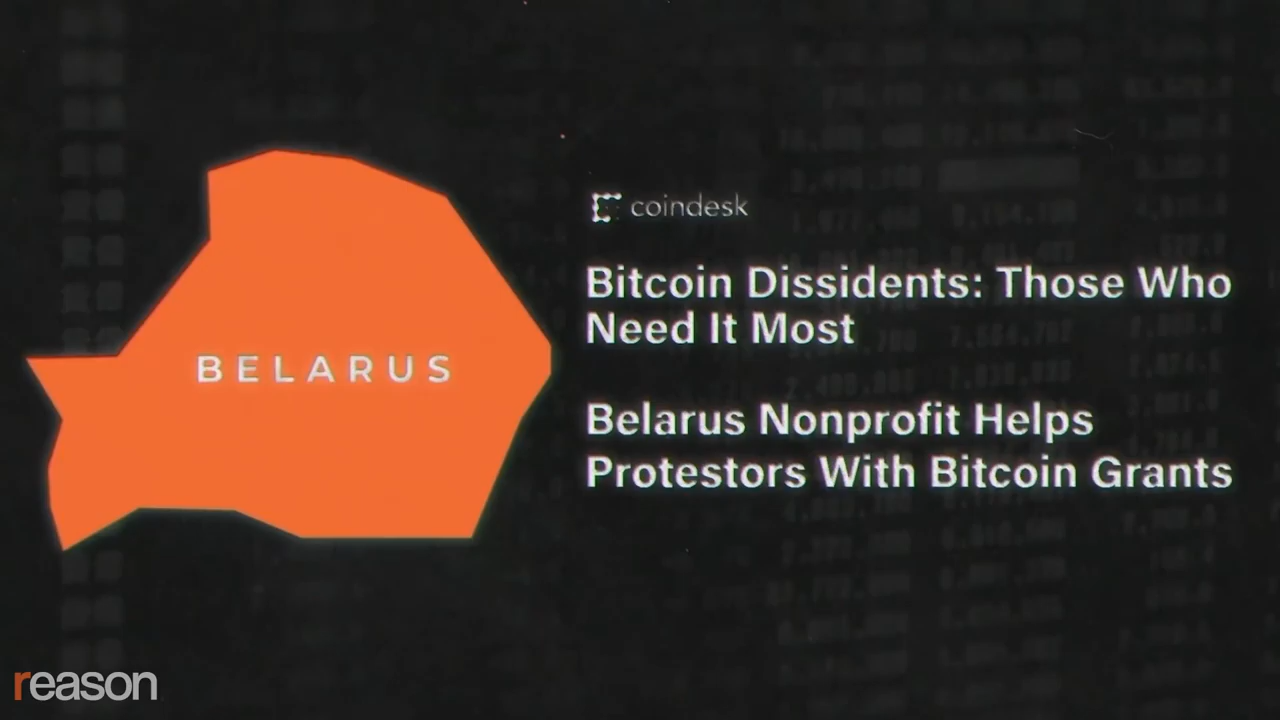 BELARUS
coindesk
Bitcoin Dissidents: Those Who
Need It Most
Belarus Nonprofit Helps
Protestors With Bitcoin Grants
reason